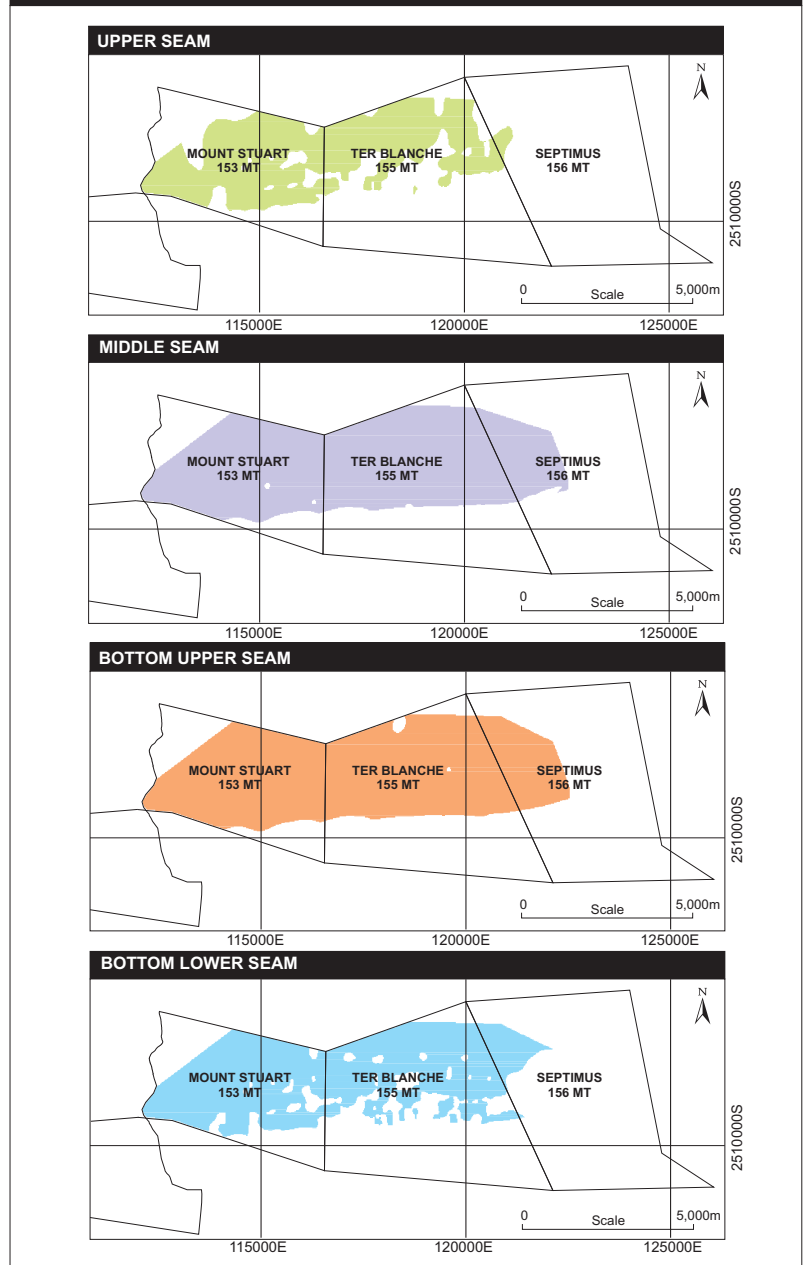 UPPER SEAM
N
MOUNT STUART
153 MT
TER BLANCHE
155 MT
SEPTIMUS
156 MT
2510000S
0 Scale 5,000m
115000E 120000E 125000E
MIDDLE SEAM
N
MOUNT STUART
153 MT
TER BLANCHE
155 MT
SEPTIMUS
156 MT
2510000S
0 Scale 5,000m
115000E 120000E 125000E
BOTTOM UPPER SEAM
N
MOUNT STUART
153 MT
TER BLANCHE
155 MT
SEPTIMUS
156 MT
2510000S
0 Scale 5,000m
115000E 120000E 125000E
BOTTOM LOWER SEAM
N
MOUNT STUART
153 MT
TER BLANCHE
155 MT
SEPTIMUS
156 MT
2510000S
0 Scale 5,000m
115000E 120000E 125000E